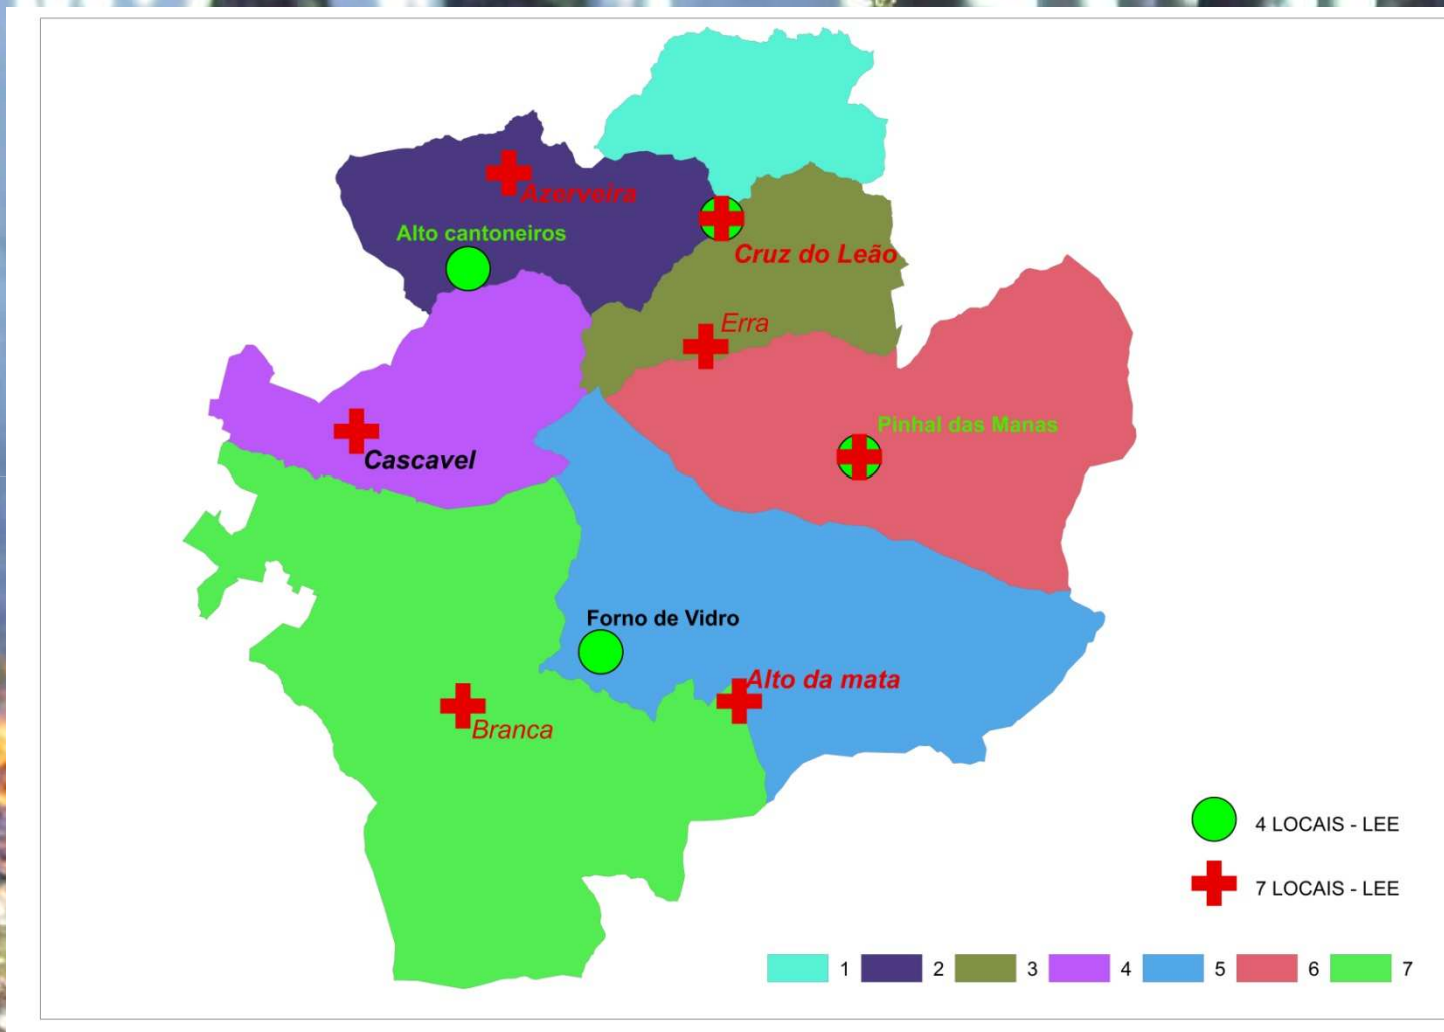 Azerveira
Alto cantoneiros
Cruz do Leão
Erra
Pinhal das Manas
Cascavel
Forno de Vidro
Alto da mata
Branca
4 LOCAIS - LEE
7 LOCAIS - LEE
1 2 3 4 5 6 7